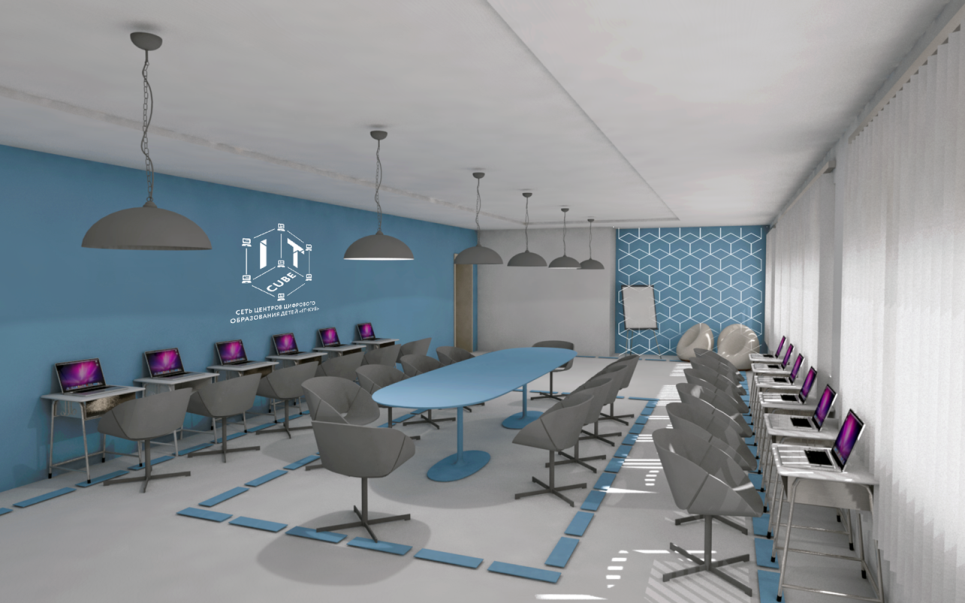 IT
CUBE
СЕТЬ ЦЕНТРОВ ЦИФРОВОГО
ОБРАЗОВАНИЯ ДЕТЕЙ «IT-КУБ»